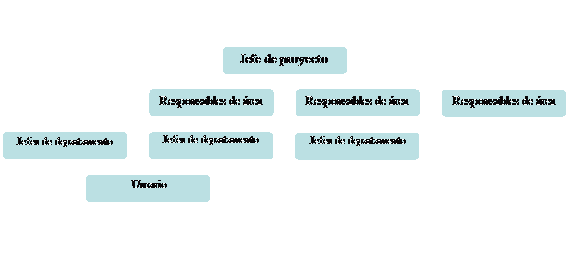 Jefe de proyecto
Responsables de área
Responsables de área
Responsables de área
Jefes de departamento
Jefes de departamento
Jefes de departamento
Usuario